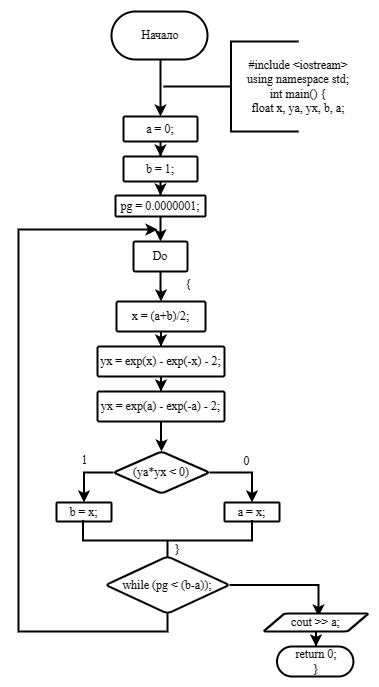 Начало
#include <iostream>
using namespace std;
int main() {
float x, ya, yx, b, a;
a = 0;
b = 1;
pg = 0.0000001;
Do
{
x = (a+b)/2;
yx = exp(x) - exp(-x) - 2;
yx = exp(a) - exp(-a) - 2;
(ya*yx < 0)
1
0
b = x;
a = x;
}
while (pg < (b-a));
cout >> a;
return 0;
}